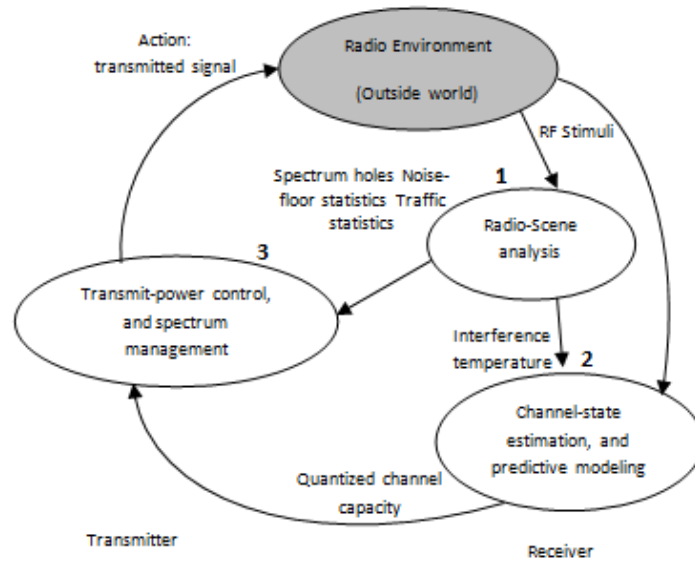 Action:
transmitted signal
Radio Environment
(Outside world)
RF Stimuli
Spectrum holes Noise-
floor statistics Traffic
statistics
1
Radio-Scene
analysis
3
Transmit-power control,
and spectrum
management
Interference
temperature
2
Channel-state
estimation, and
predictive modeling
Quantized channel
capacity
Transmitter
Receiver